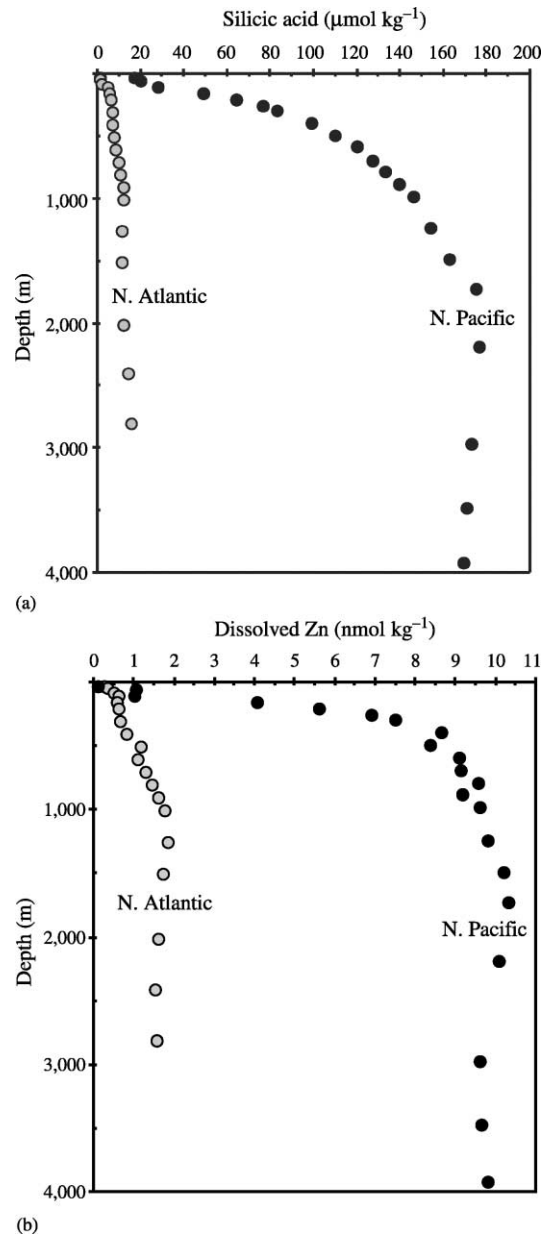 Silicic acid (μmol kg⁻¹)
0 20 40 60 80 100 120 140 160 180 200
1,000
2,000
3,000
4,000
Depth (m)
N. Atlantic
N. Pacific
(a)
Dissolved Zn (nmol kg⁻¹)
0 1 2 3 4 5 6 7 8 9 10 11
1,000
2,000
3,000
4,000
Depth (m)
N. Atlantic
N. Pacific
(b)